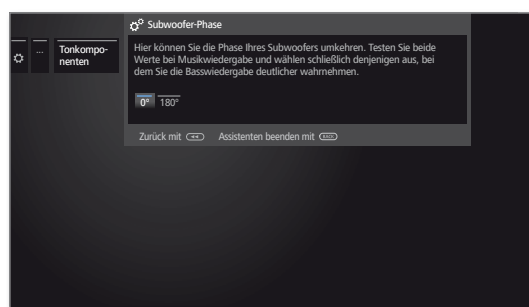 Subwoofer-Phase
...
Tonkompo-
nenten
Hier können Sie die Phase Ihres Subwoofers umkehren. Testen Sie beide
Werte bei Musikwiedergabe und wählen schließlich denjenigen aus, bei
dem Sie die Basswiedergabe deutlicher wahrnehmen.
0° 180°
Zurück mit Assistenten beenden mit BACK